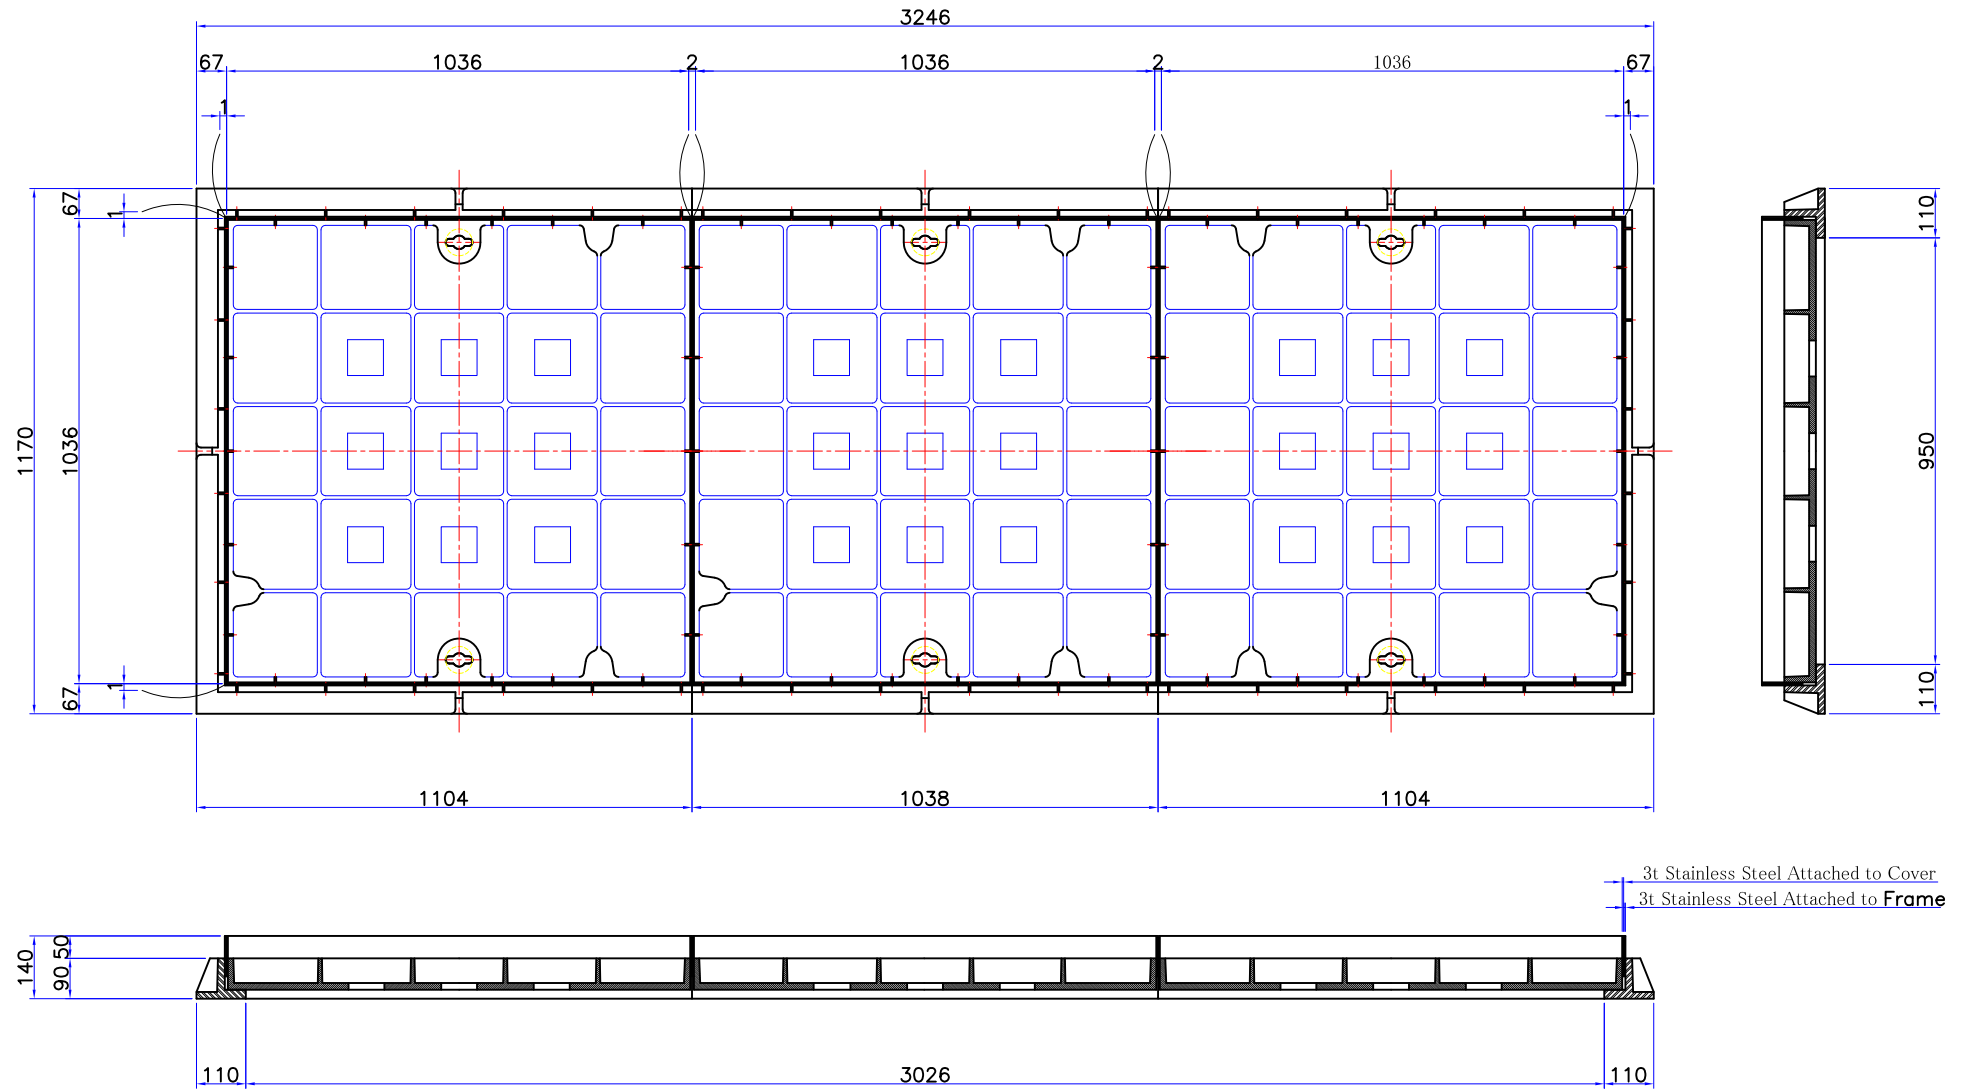 3246
67 1036 2 1036 2 1036 67
1 1
67
1
110
1170 1036 950
1
67
110
1104 1038 1104
3t Stainless Steel Attached to Cover
3t Stainless Steel Attached to Frame
140 50
90
110 3026 110